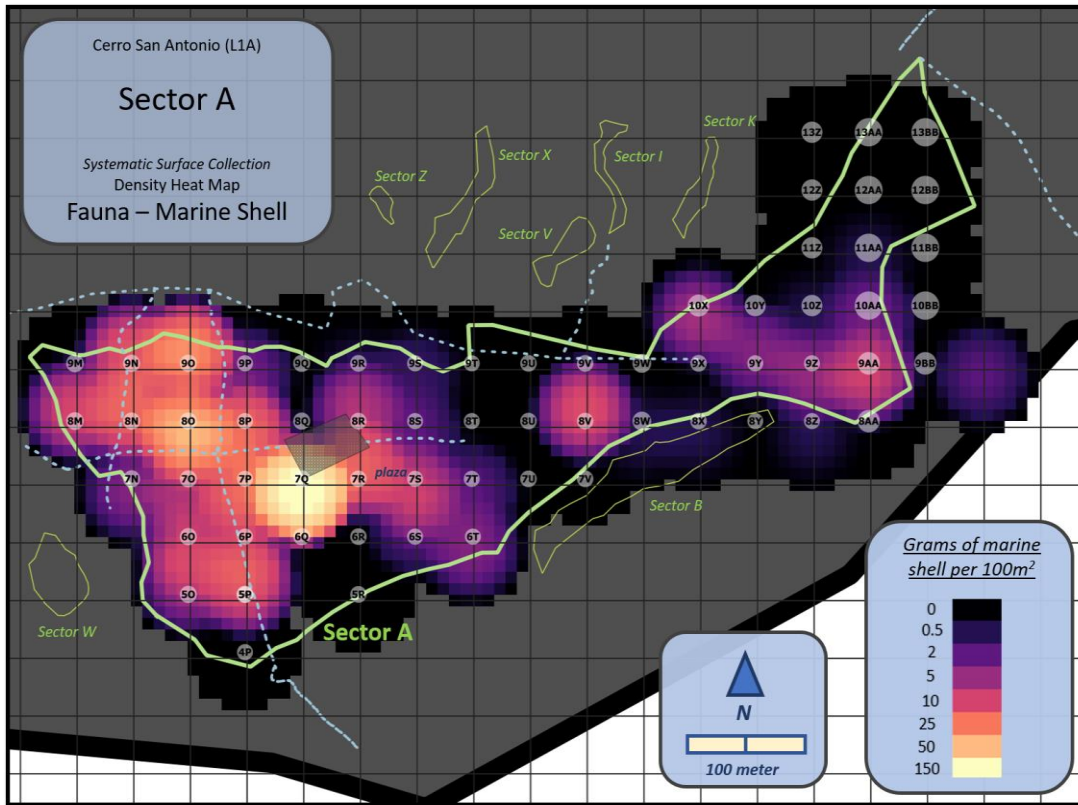 Cerro San Antonio (L1A)
Sector A
Systematic Surface Collection
Density Heat Map
Fauna – Marine Shell
Sector Z
Sector X
Sector V
Sector I
Sector K
13Z 13AA 13BB
12Z 12AA 12BB
11Z 11AA 11BB
10X 10Y 10Z 10AA 10BB
9M 9N 9O 9P 9Q 9R 9S 9T 9U 9V 9W 9X 9Y 9Z 9AA 9BB
8M 8N 8O 8P 8Q 8R 8T 8U 8V 8W 8X 8Y 8Z 8AA
plaza
7N 7O 7P 7Q 7R 7S 7T 7U 7V
Sector B
6O 6P 6Q 6R 6S 6T
5O 5P 5R
Sector W
Sector A
4P
N
100 meter
Grams of marine
shell per 100m²
0
0.5
2
5
10
25
50
150